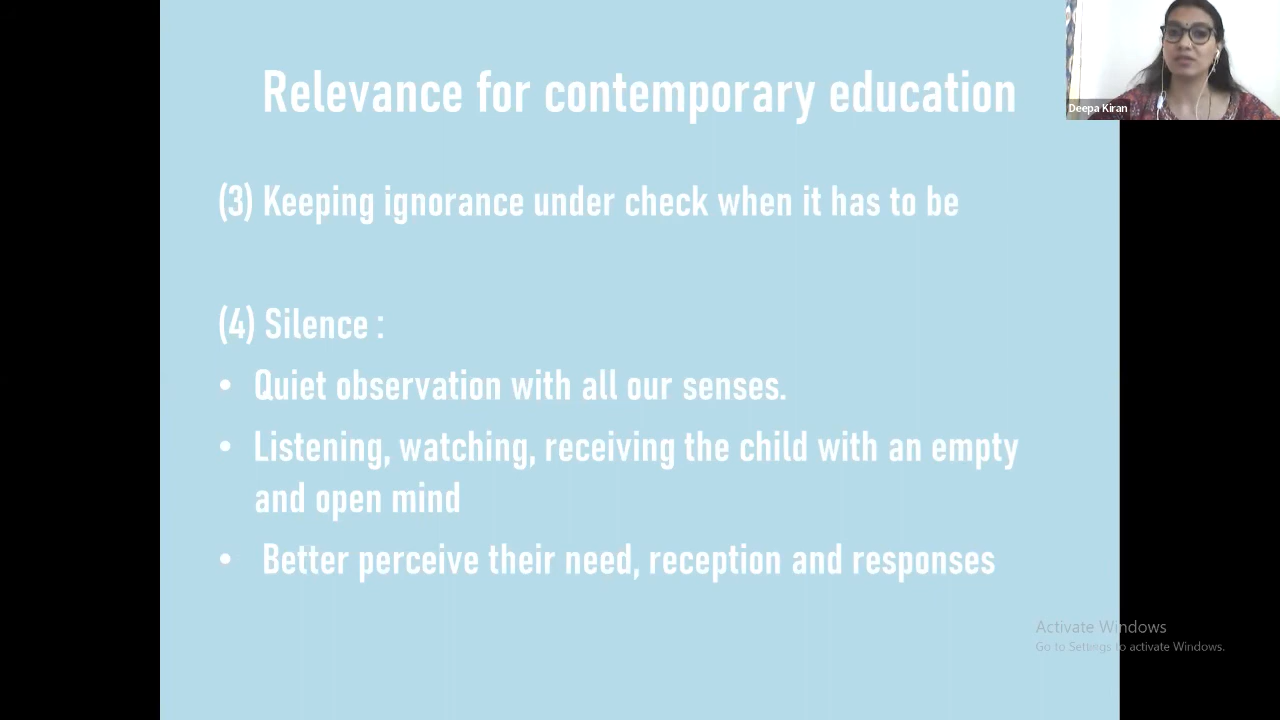 Relevance for contemporary education
Deepa Kiran
(3) Keeping ignorance under check when it has to be
(4) Silence :
• Quiet observation with all our senses.
• Listening, watching, receiving the child with an empty
and open mind
• Better perceive their need, reception and responses
Activate Windows
Go to Settings to activate Windows.